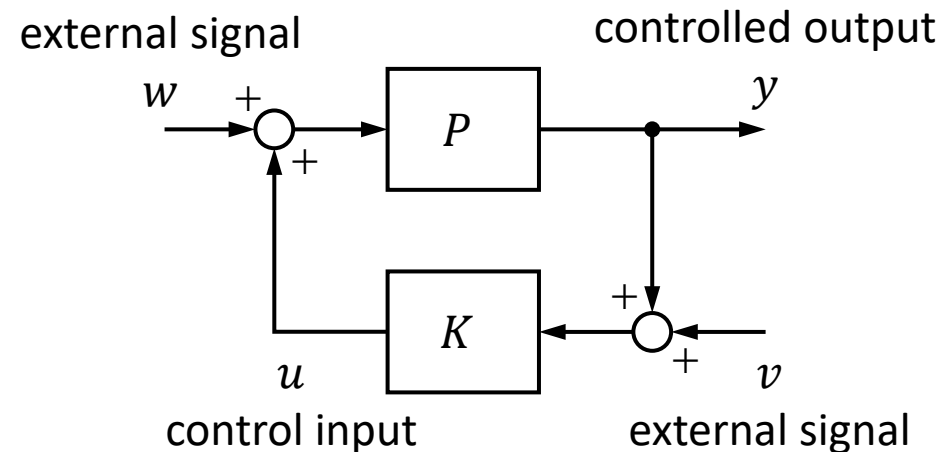 external signal
controlled output
w
+
+
P
y
K
+
+
u
v
control input
external signal